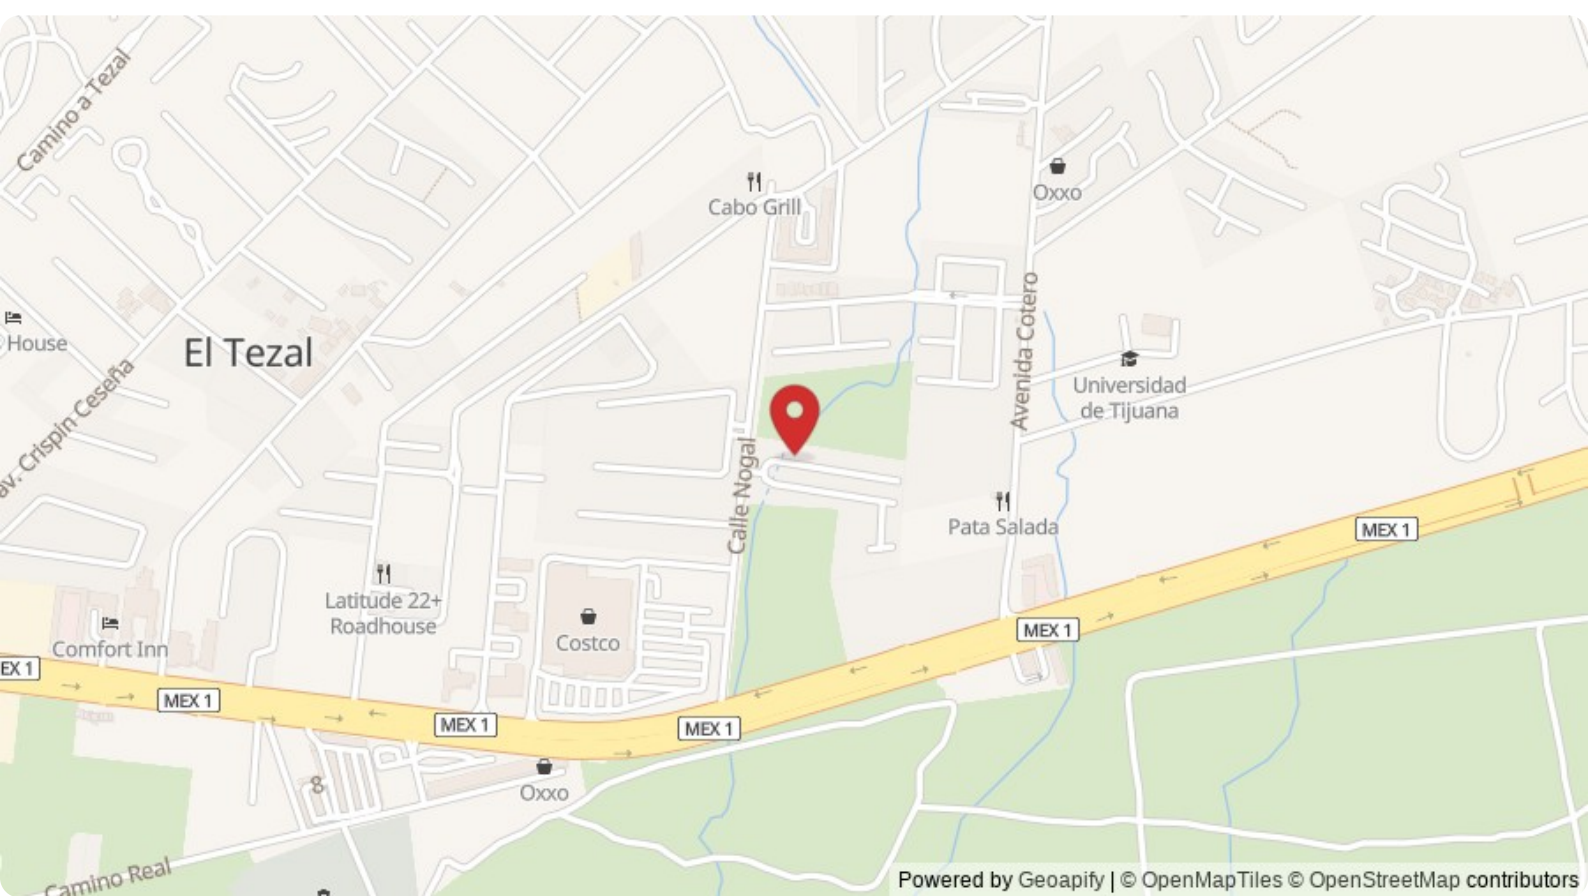 Camino a Tezal
Cabo Grill
Oxxo
House
El Tezal
Avenida Cotero
Universidad
de Tijuana
av. Crispin Ceseña
Calle Nogal
Pata Salada
MEX 1
Latitude 22+
Roadhouse
Costco
Comfort Inn
MEX 1
EX 1
MEX 1
MEX 1
MEX 1
Oxxo
8
Camino Real
Powered by Geoapify | © OpenMapTiles © OpenStreetMap contributors